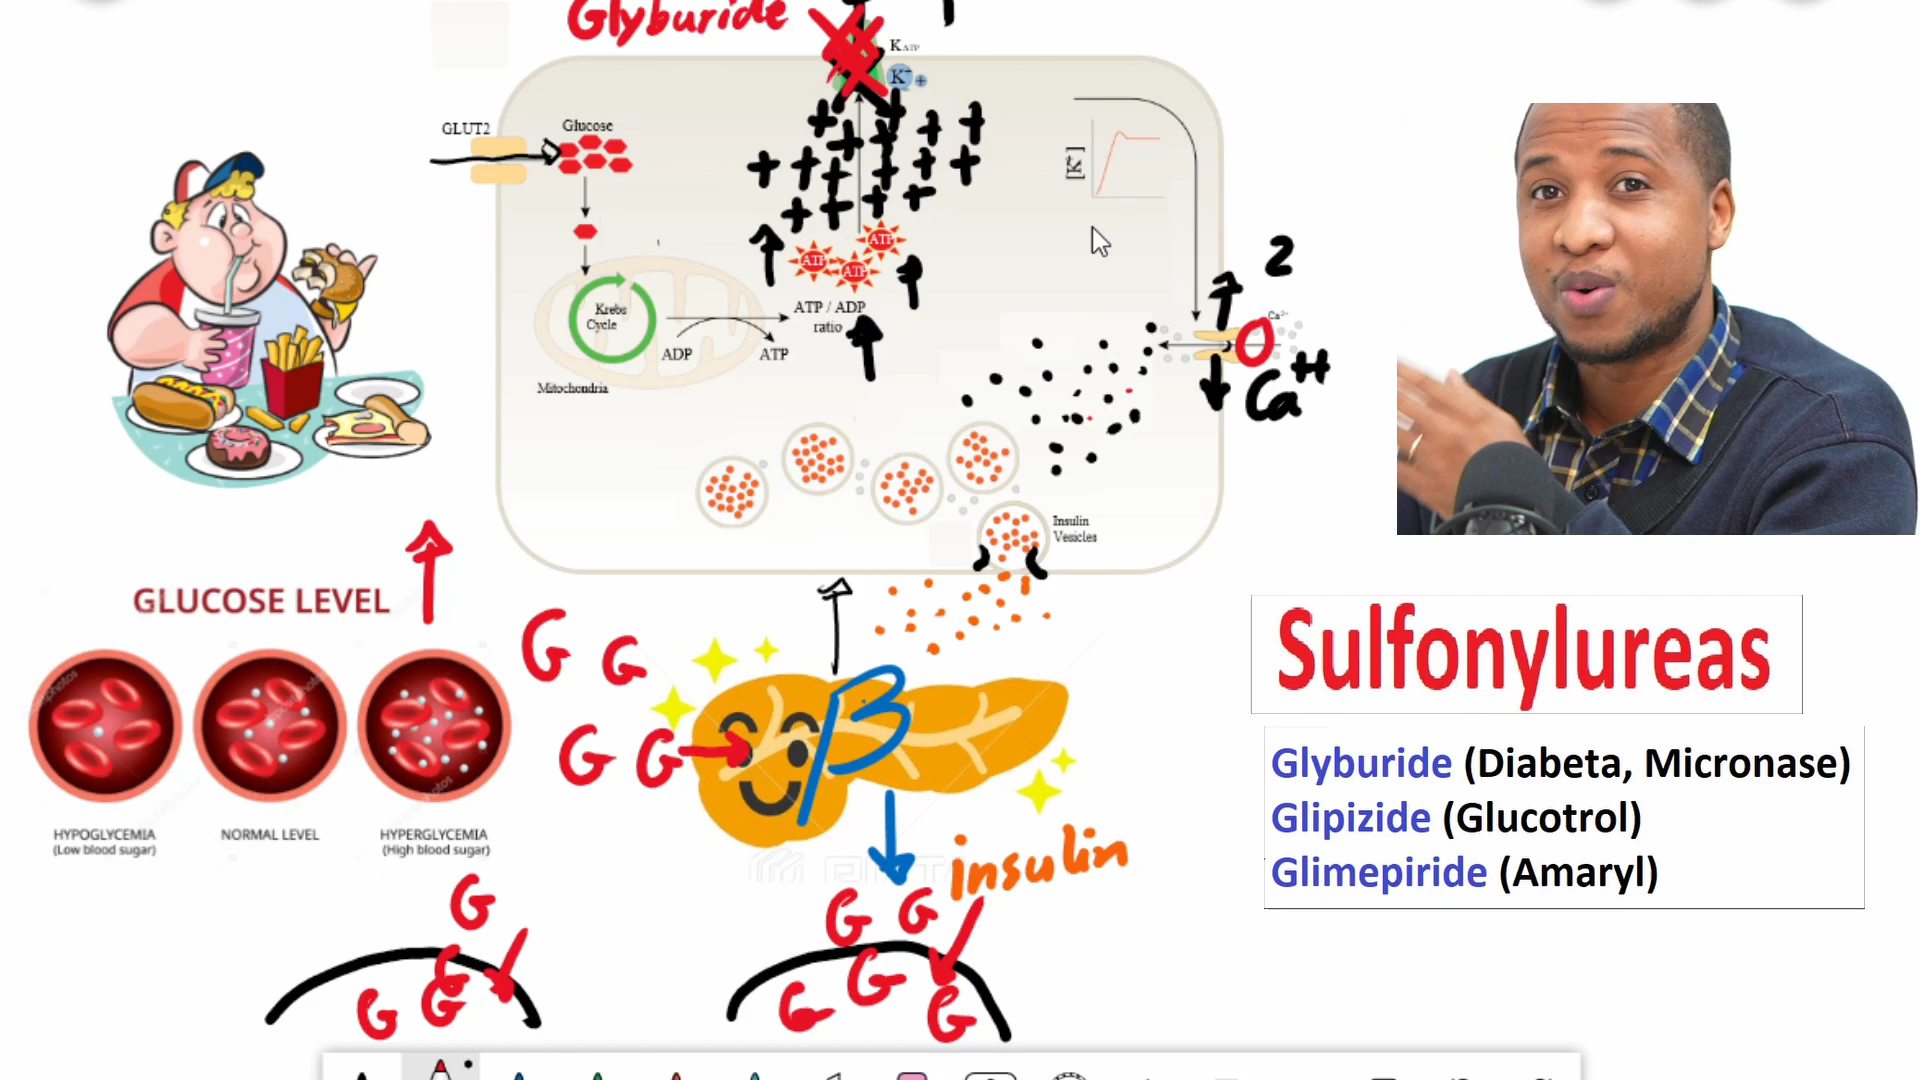 Glyburide
K ATP
K+
GLUT2
Glucose
[K+]
ATP
ATP
ATP
2
Krebs
Cycle
ATP / ADP
ratio
ADP
ATP
Mitochondria
Ca2+
Ca++
Insulin
Vesicles
GLUCOSE LEVEL
G G
G G
β
Sulfonylureas
Glyburide (Diabeta, Micronase)
Glipizide (Glucotrol)
Glimepiride (Amaryl)
HYPOGLYCEMIA
(Low blood sugar)
NORMAL LEVEL
HYPERGLYCEMIA
(High blood sugar)
insulin
G
G
G G
G G
G
G G